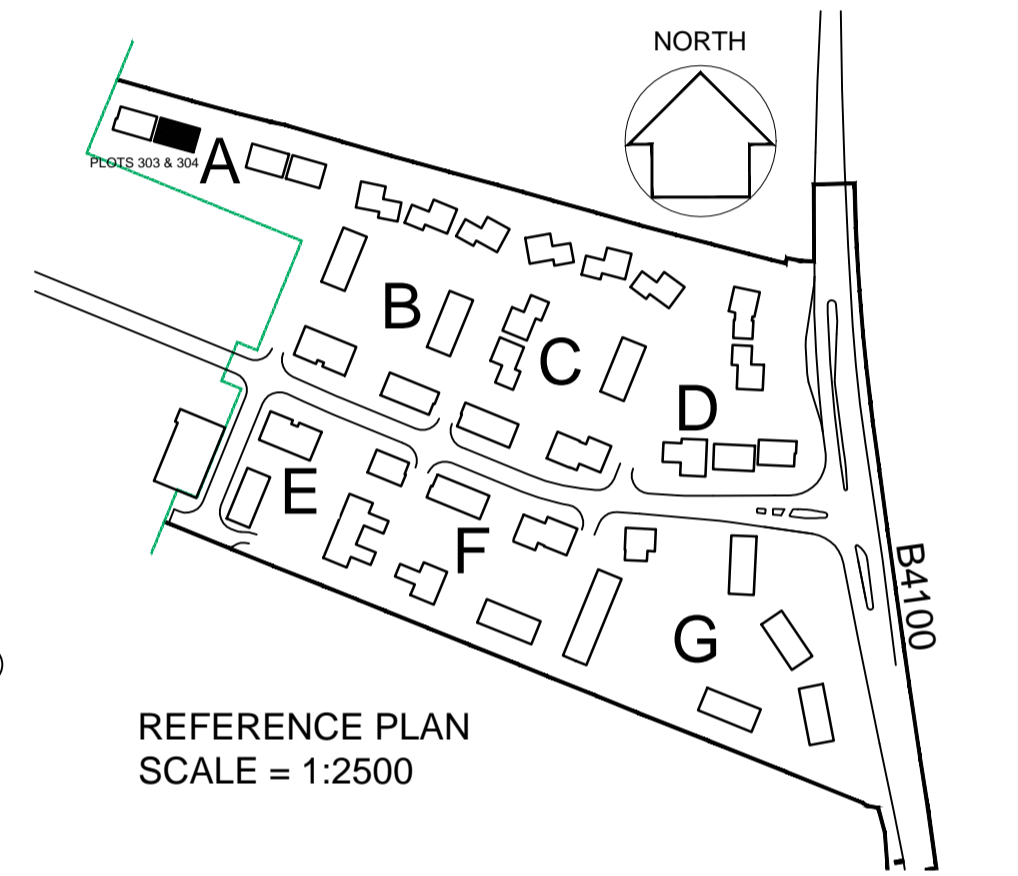 NORTH
PLOTS 303 & 304
A
B
C
D
E
F
G
B4100
REFERENCE PLAN
SCALE = 1:2500